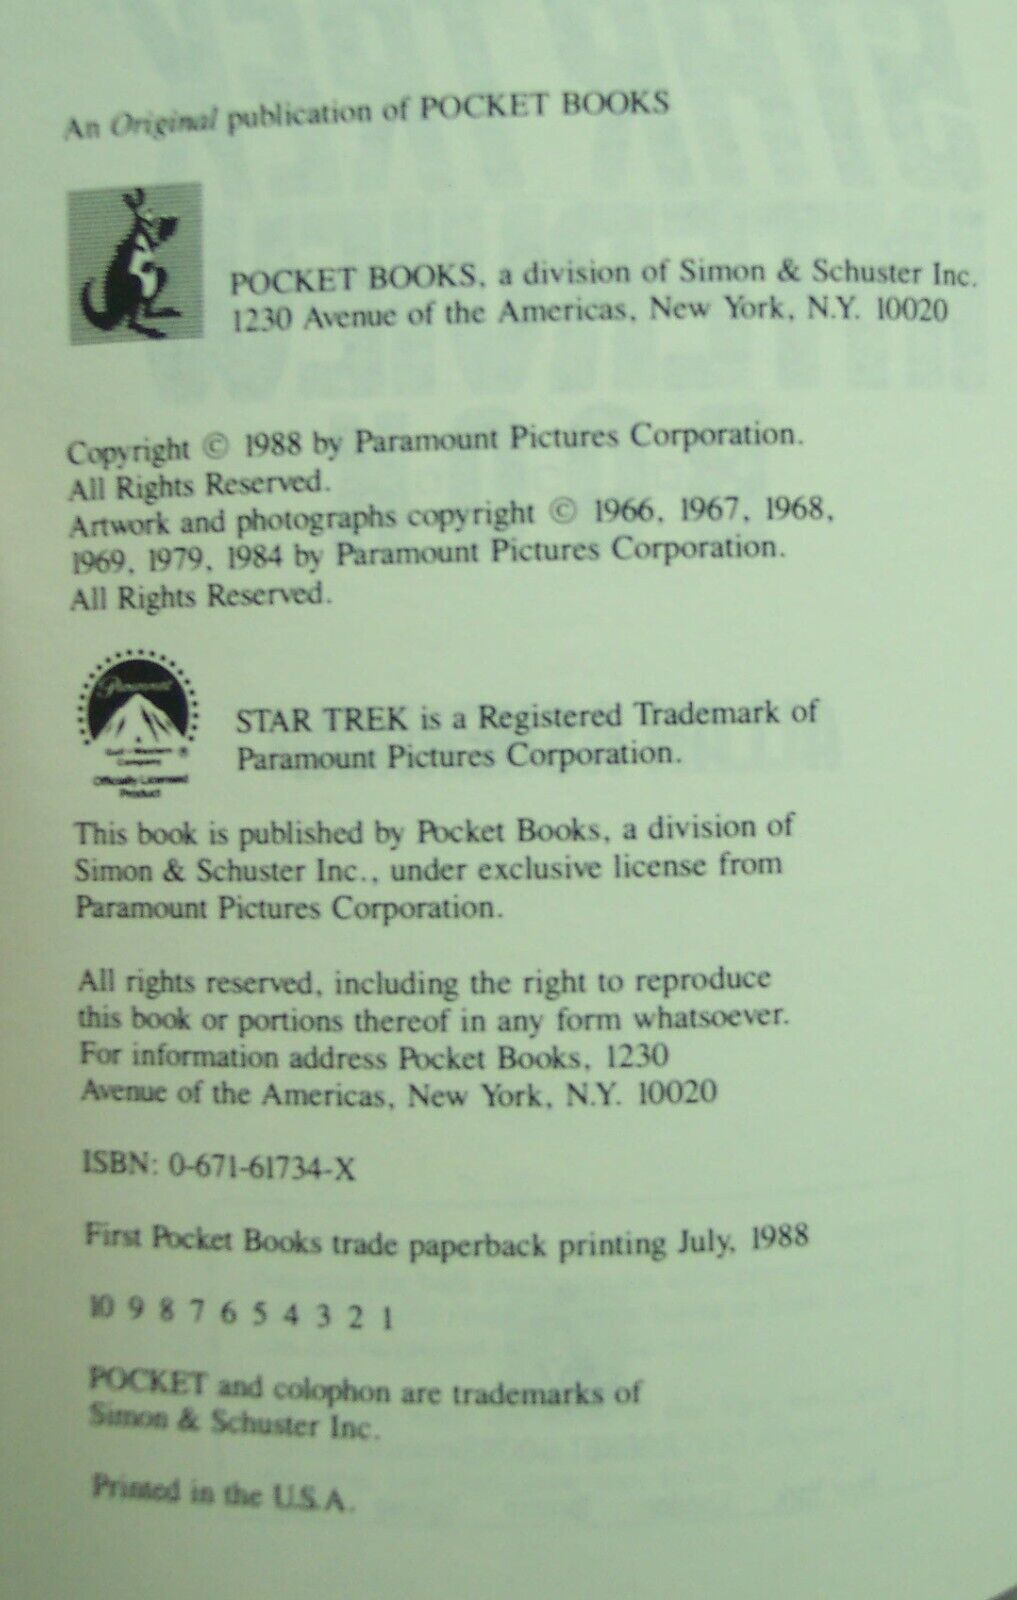 An Original publication of POCKET BOOKS
POCKET BOOKS, a division of Simon & Schuster Inc.
1230 Avenue of the Americas, New York, N.Y. 10020
Copyright © 1988 by Paramount Pictures Corporation.
All Rights Reserved.
Artwork and photographs copyright © 1966, 1967, 1968,
1969, 1979, 1984 by Paramount Pictures Corporation.
All Rights Reserved.
Paramount
Gulf + Western ®
Company
Officially Licensed
Product
STAR TREK is a Registered Trademark of
Paramount Pictures Corporation.
This book is published by Pocket Books, a division of
Simon & Schuster Inc., under exclusive license from
Paramount Pictures Corporation.
All rights reserved, including the right to reproduce
this book or portions thereof in any form whatsoever.
For information address Pocket Books, 1230
Avenue of the Americas, New York, N.Y. 10020
ISBN: 0-671-61734-X
First Pocket Books trade paperback printing July, 1988
10 9 8 7 6 5 4 3 2 1
POCKET and colophon are trademarks of
Simon & Schuster Inc.
Printed in the U.S.A.